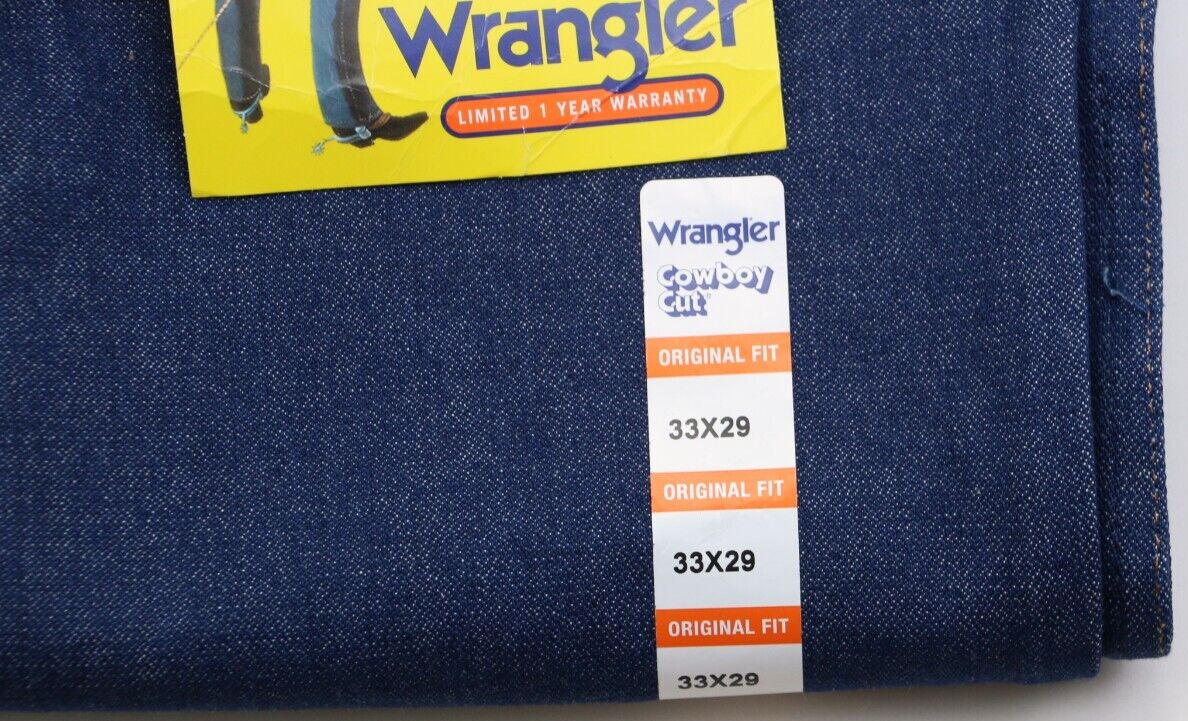 Wrangler
LIMITED 1 YEAR WARRANTY
Wrangler
Cowboy
Cut®
ORIGINAL FIT
33X29
ORIGINAL FIT
33X29
ORIGINAL FIT
33X29